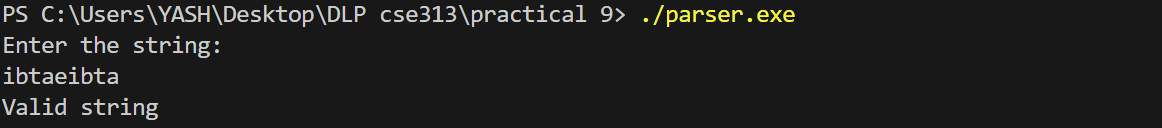 PS C:\Users\YASH\Desktop\DLP cse313\practical 9> ./parser.exe
Enter the string:
ibtaeibta
Valid string